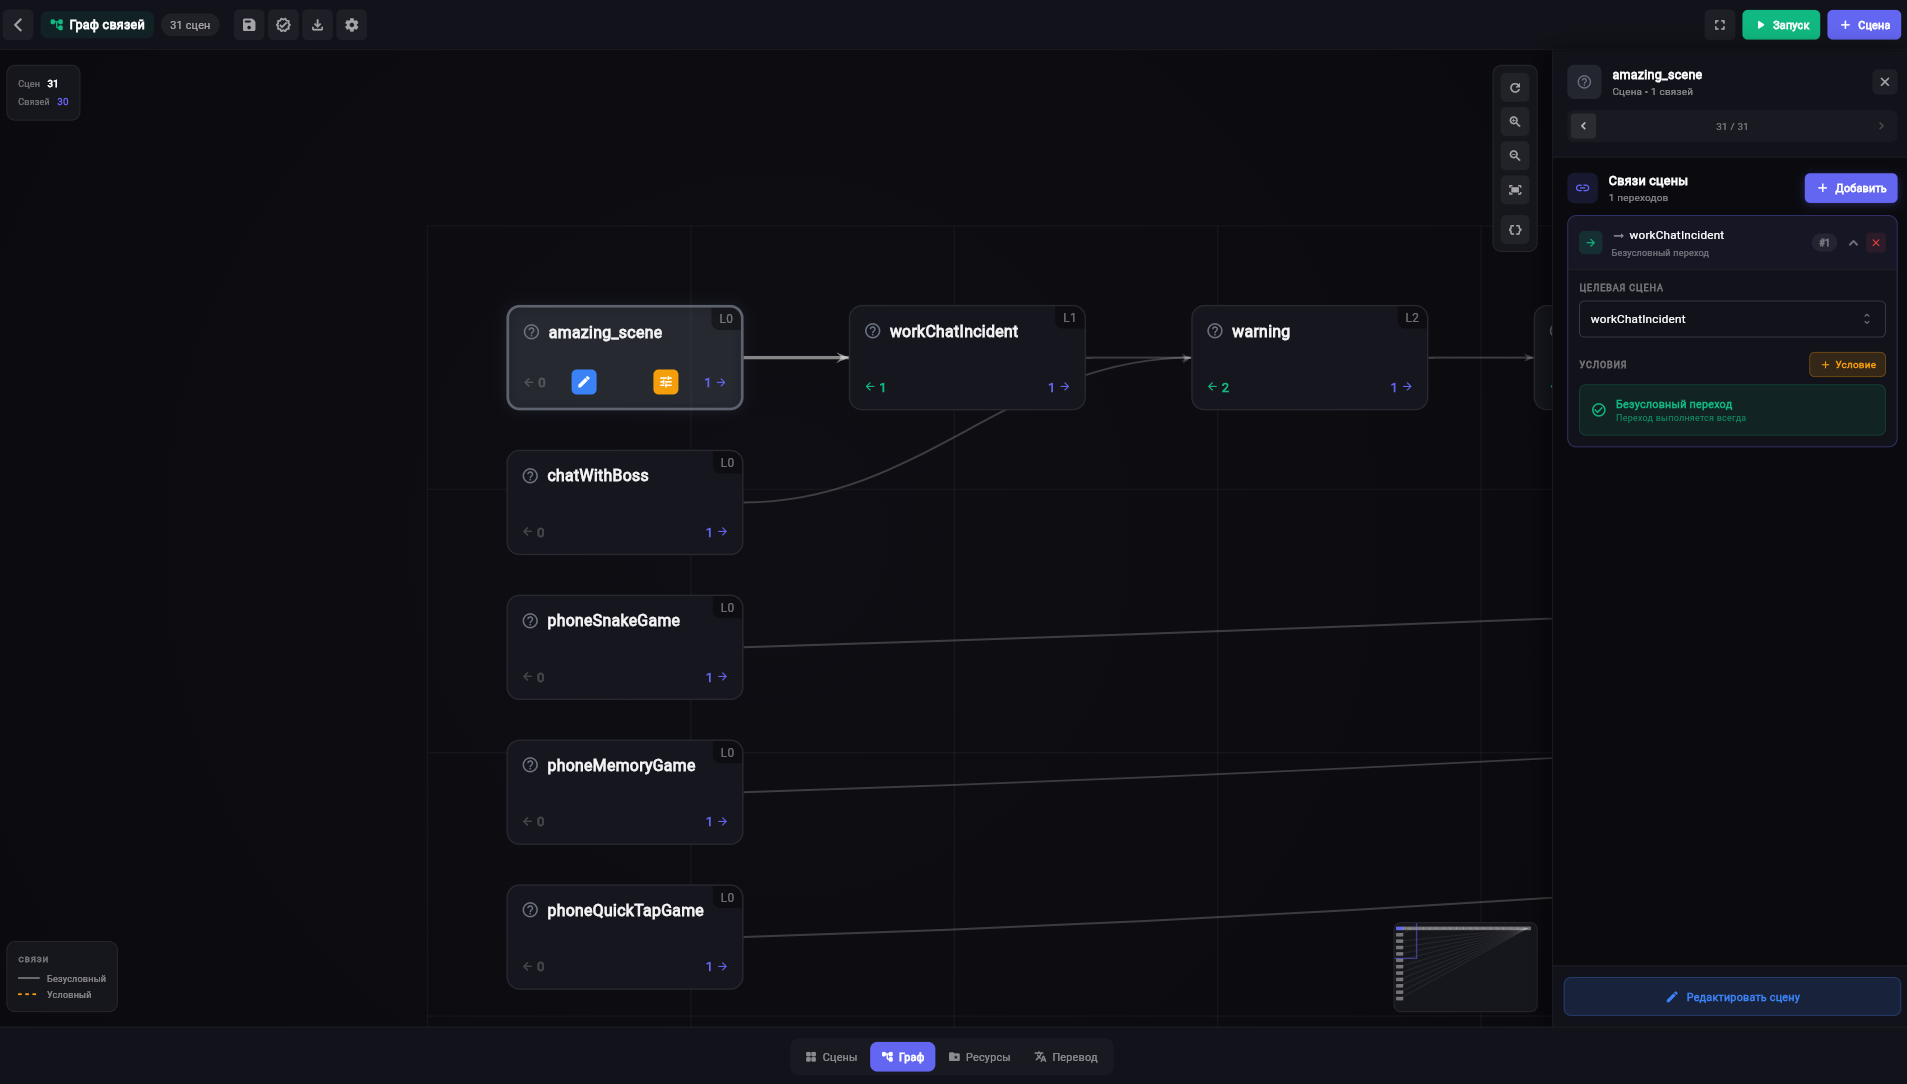 Граф связей
31 сцен
Запуск
Сцена
Сцен 31
Связей 30
amazing_scene
L0
0
1
workChatIncident
L1
1
1
warning
L2
2
1
chatWithBoss
L0
0
1
phoneSnakeGame
L0
0
1
phoneMemoryGame
L0
0
1
phoneQuickTapGame
L0
0
1
СВЯЗИ
Безусловный
Условный
amazing_scene
Сцена • 1 связей
31 / 31
Связи сцены
1 переходов
Добавить
→ workChatIncident
Безусловный переход
#1
ЦЕЛЕВАЯ СЦЕНА
workChatIncident
УСЛОВИЯ
+ Условие
Безусловный переход
Переход выполняется всегда
Редактировать сцену
Сцены
Граф
Ресурсы
Перевод